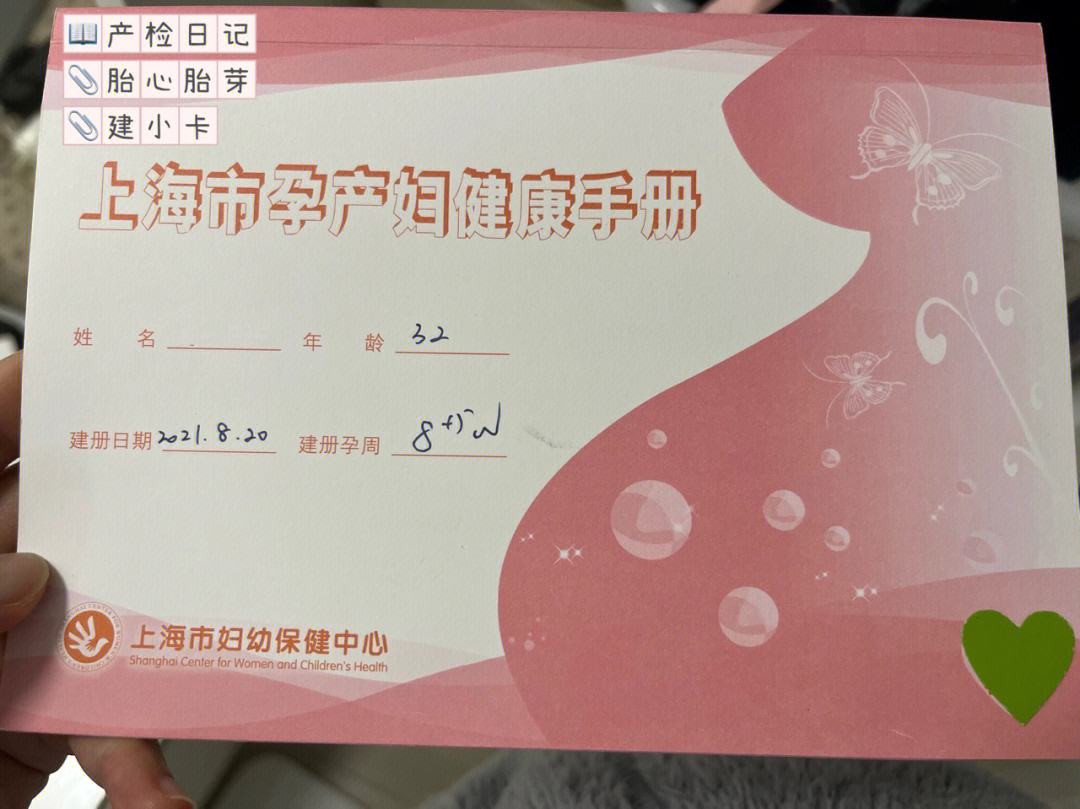 产检日记
胎心胎芽
建小卡
上海市孕产妇健康手册
姓 名 年 龄 32
建册日期 2021.8.20 建册孕周 8+5W
上海市妇幼保健中心
Shanghai Center for Women and Children's Health